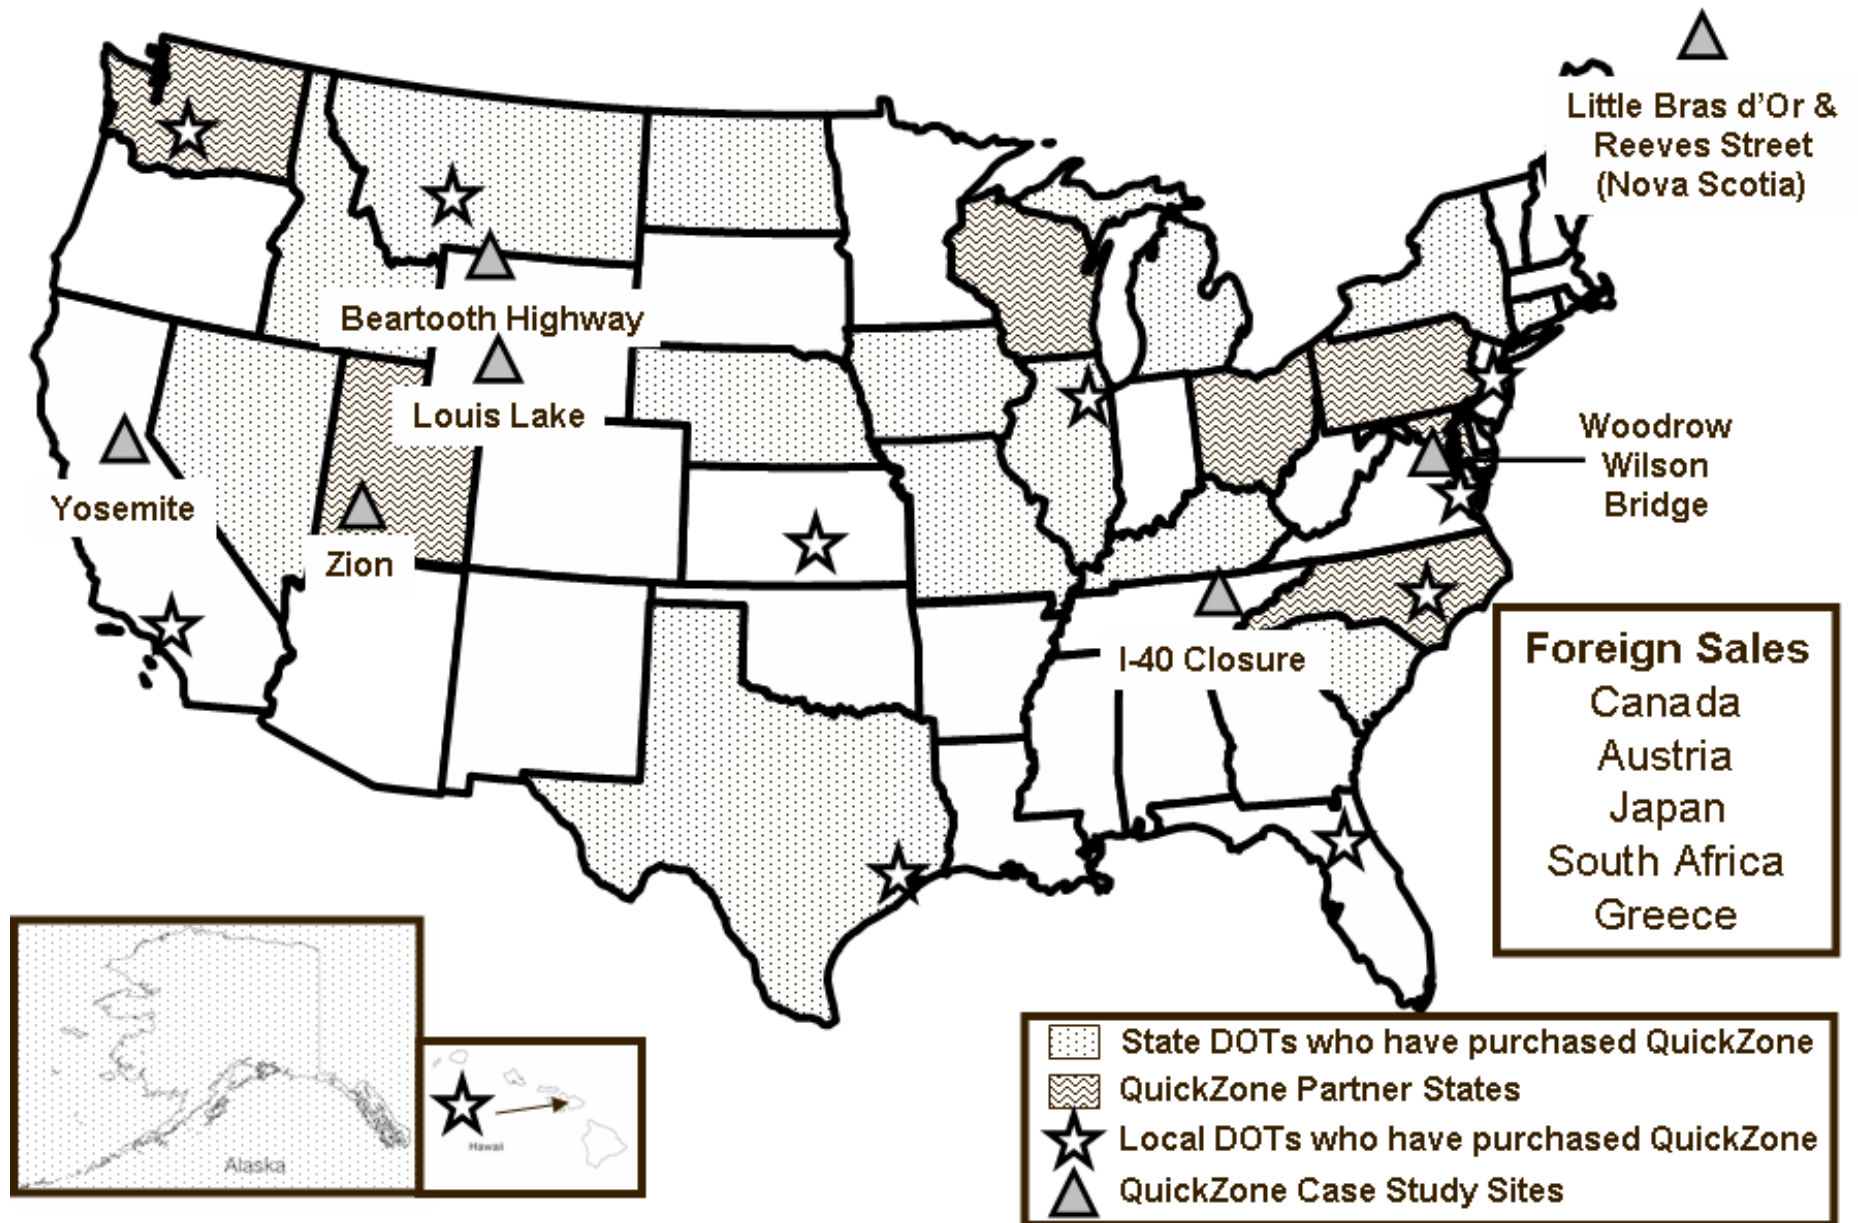 Little Bras d'Or &
Reeves Street
(Nova Scotia)
Beartooth Highway
Louis Lake
Yosemite
Zion
Woodrow
Wilson
Bridge
I-40 Closure
Foreign Sales
Canada
Austria
Japan
South Africa
Greece
Alaska
Hawaii
State DOTs who have purchased QuickZone
QuickZone Partner States
Local DOTs who have purchased QuickZone
QuickZone Case Study Sites